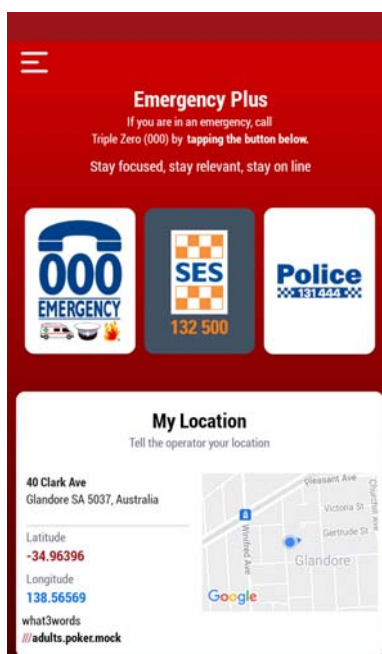 Emergency Plus
If you are in an emergency, call
Triple Zero (000) by tapping the button below.
Stay focused, stay relevant, stay on line
000
EMERGENCY
SES
132 500
Police
131 444
My Location
Tell the operator your location
40 Clark Ave
Glandore SA 5037, Australia
Latitude
-34.96396
Longitude
138.56569
what3words
///adults.poker.mock
Pleasant Ave
Churchill Ave
Victoria St
Gertrude St
Winifred Ave
Glandore
Google